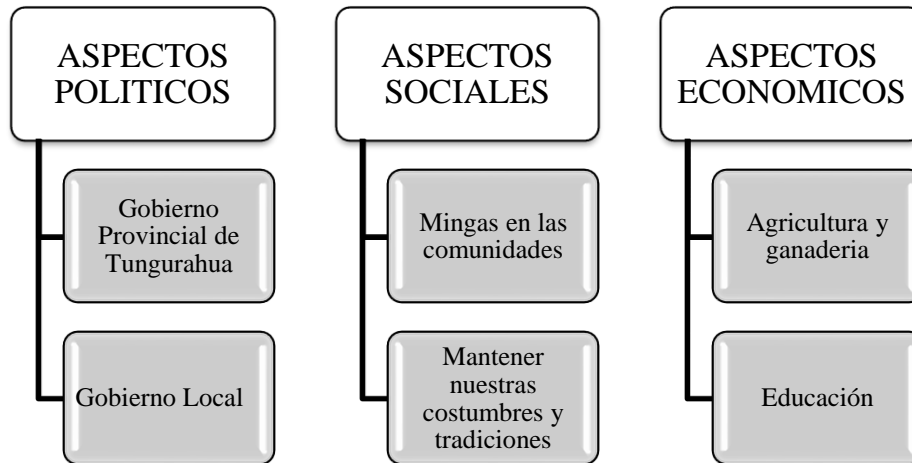 ASPECTOS
POLITICOS
Gobierno
Provincial de
Tungurahua
Gobierno Local
ASPECTOS
SOCIALES
Mingas en las
comunidades
Mantener
nuestras
costumbres y
tradiciones
ASPECTOS
ECONOMICOS
Agricultura y
ganaderia
Educación